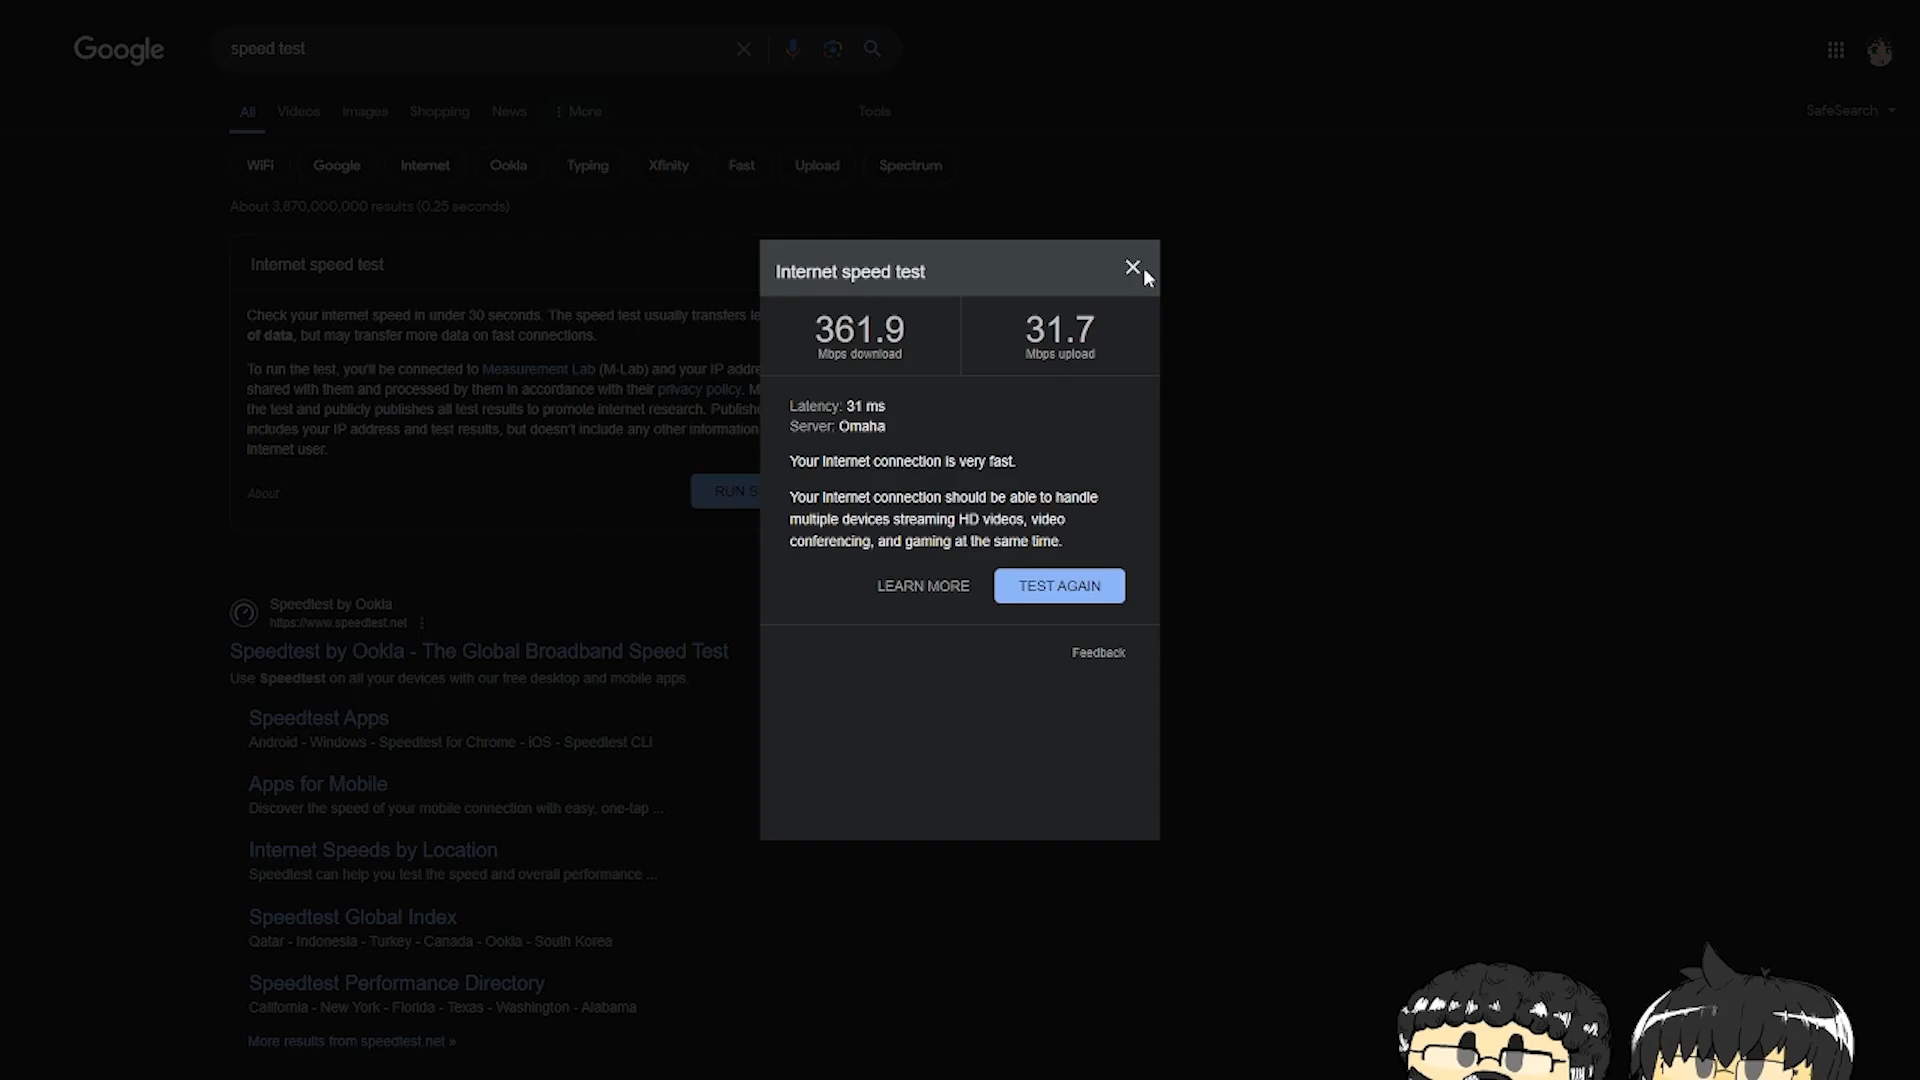 Google
speed test
All Videos Images Shopping News More Tools SafeSearch
WiFi Google Internet Ookla Typing Xfinity Fast Upload Spectrum
About 3,870,000,000 results (0.25 seconds)
Internet speed test
Check your internet speed in under 30 seconds. The speed test usually transfers
of data, but may transfer more data on fast connections.
To run the test, you'll be connected to Measurement Lab (M-Lab) and your IP
shared with them and processed by them in accordance with their privacy policy.
the test and publicly publishes all test results to promote internet research.
includes your IP address and test results, but doesn't include any other information
Internet user.
About
RUN
Internet speed test
361.9
Mbps download
31.7
Mbps upload
Latency: 31 ms
Server: Omaha
Your Internet connection is very fast.
Your Internet connection should be able to handle
multiple devices streaming HD videos, video
conferencing, and gaming at the same time.
LEARN MORE TEST AGAIN
Feedback
Speedtest by Ookla
https://www.speedtest.net
Speedtest by Ookla - The Global Broadband Speed Test
Use Speedtest on all your devices with our free desktop and mobile apps.
Speedtest Apps
Android - Windows - Speedtest for Chrome - iOS - Speedtest CLI
Apps for Mobile
Discover the speed of your mobile connection with easy, one-tap ...
Internet Speeds by Location
Speedtest can help you test the speed and overall performance ...
Speedtest Global Index
Qatar - Indonesia - Turkey - Canada - Ookla - South Korea
Speedtest Performance Directory
California - New York - Florida - Texas - Washington - Alabama
More results from speedtest.net »